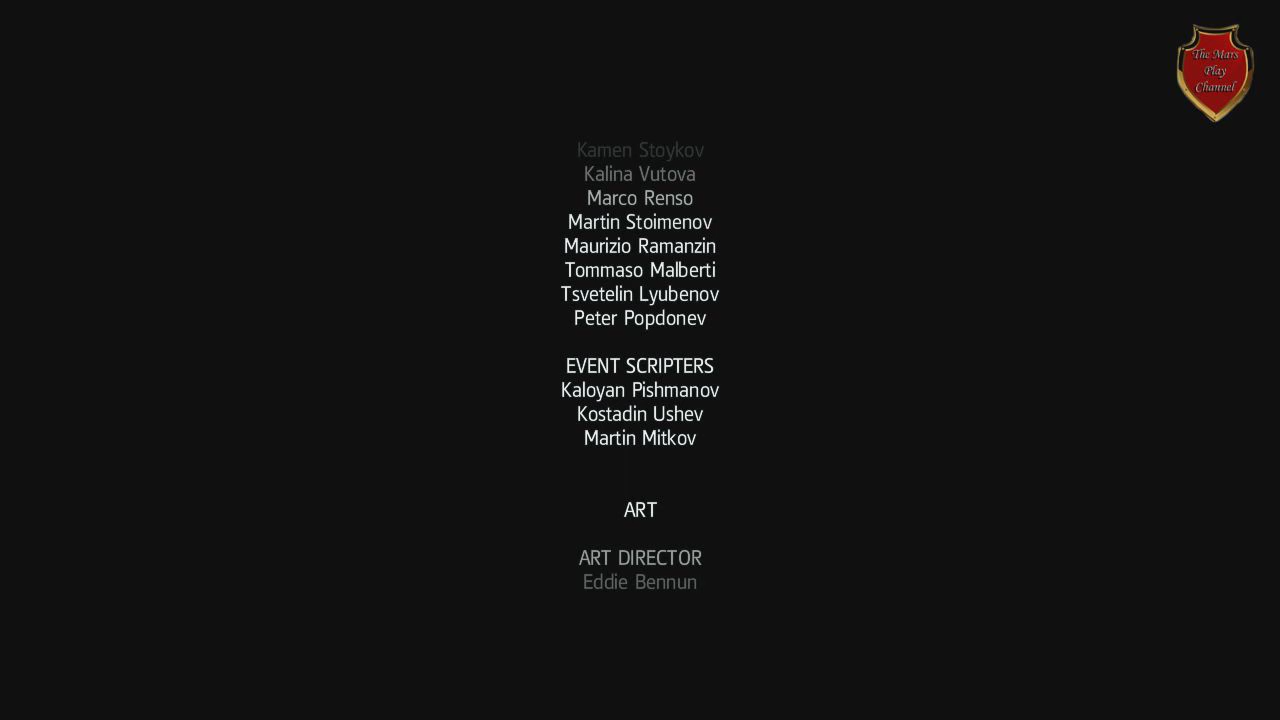 The Mars
Play
Channel
Kamen Stoykov
Kalina Vutova
Marco Renso
Martin Stoimenov
Maurizio Ramanzin
Tommaso Malberti
Tsvetelin Lyubenov
Peter Popdonev
EVENT SCRIPTERS
Kaloyan Pishmanov
Kostadin Ushev
Martin Mitkov
ART
ART DIRECTOR
Eddie Bennun